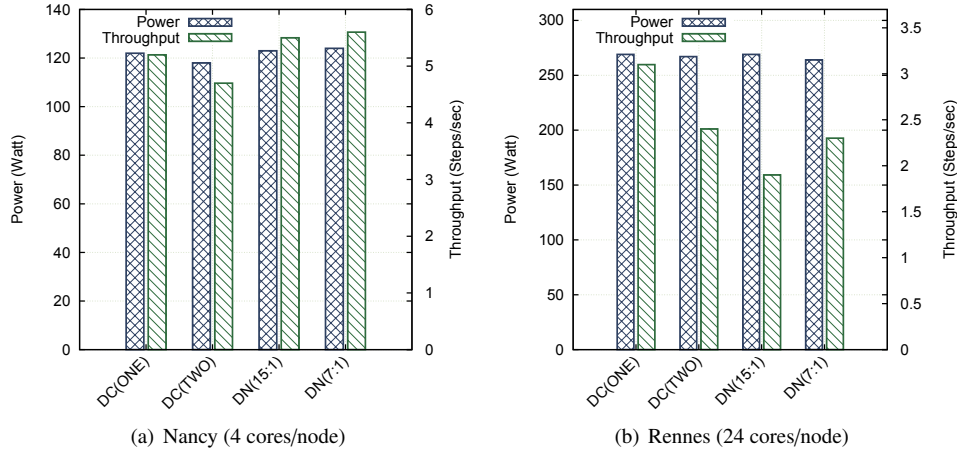 Power
Throughput
Power (Watt)
140
120
100
80
60
40
20
0
6
5
4
3
2
1
0
Throughput (Steps/sec)
DC(ONE)
DC(TWO)
DN(15:1)
DN(7:1)
(a) Nancy (4 cores/node)
Power
Throughput
Power (Watt)
300
250
200
150
100
50
0
3.5
3
2.5
2
1.5
1
0.5
0
Throughput (Steps/sec)
DC(ONE)
DC(TWO)
DN(15:1)
DN(7:1)
(b) Rennes (24 cores/node)